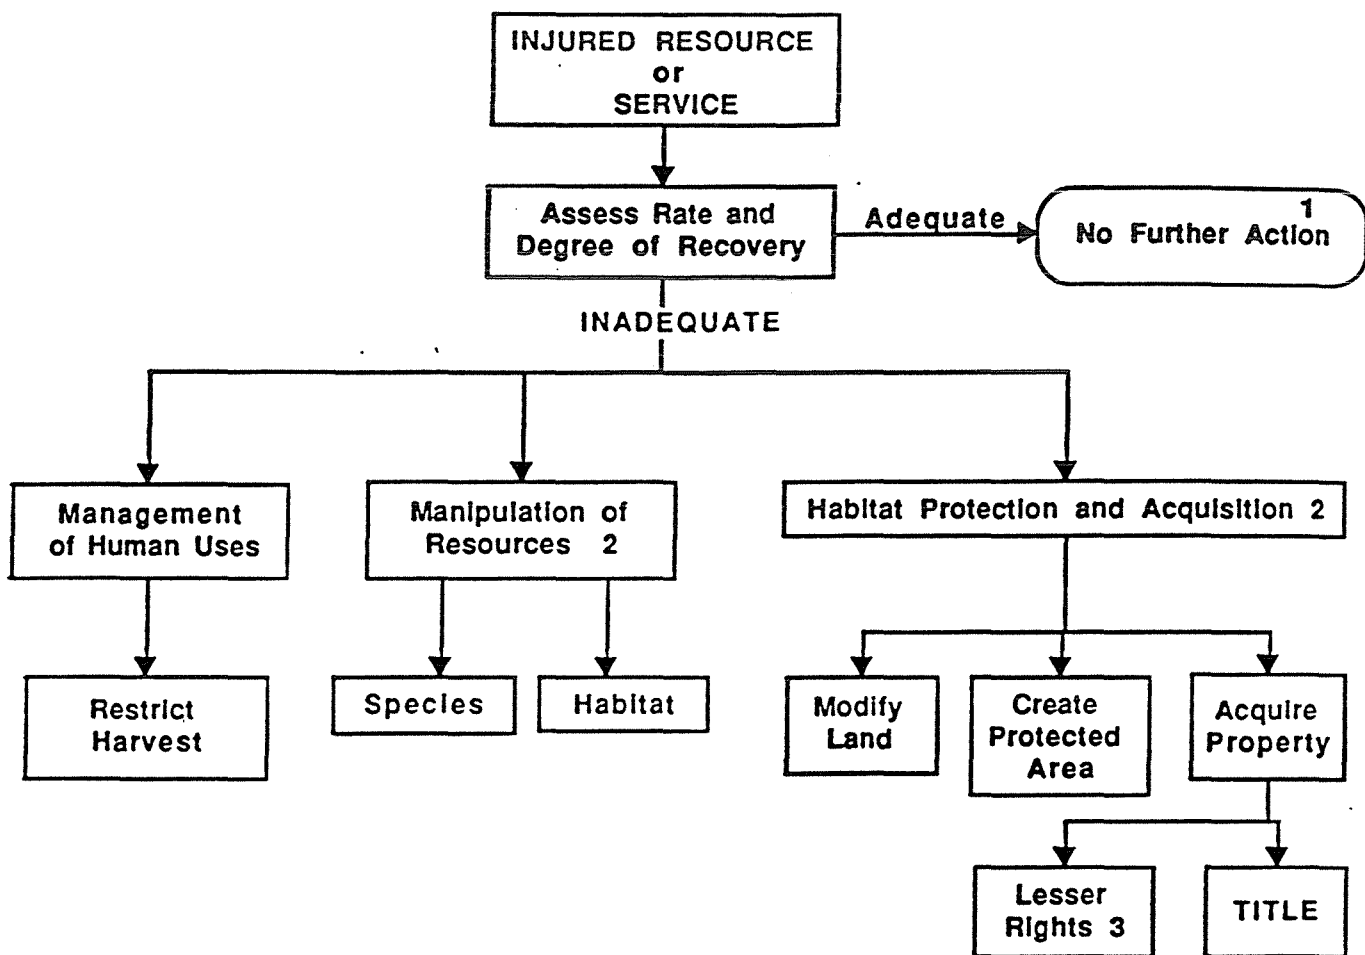 INJURED RESOURCE
or
SERVICE
Assess Rate and
Degree of Recovery
Adequate
1
No Further Action
INADEQUATE
Management
of Human Uses
Manipulation of
Resources 2
Habitat Protection and Acquisition 2
Restrict
Harvest
Species
Habitat
Modify
Land
Create
Protected
Area
Acquire
Property
Lesser
Rights 3
TITLE